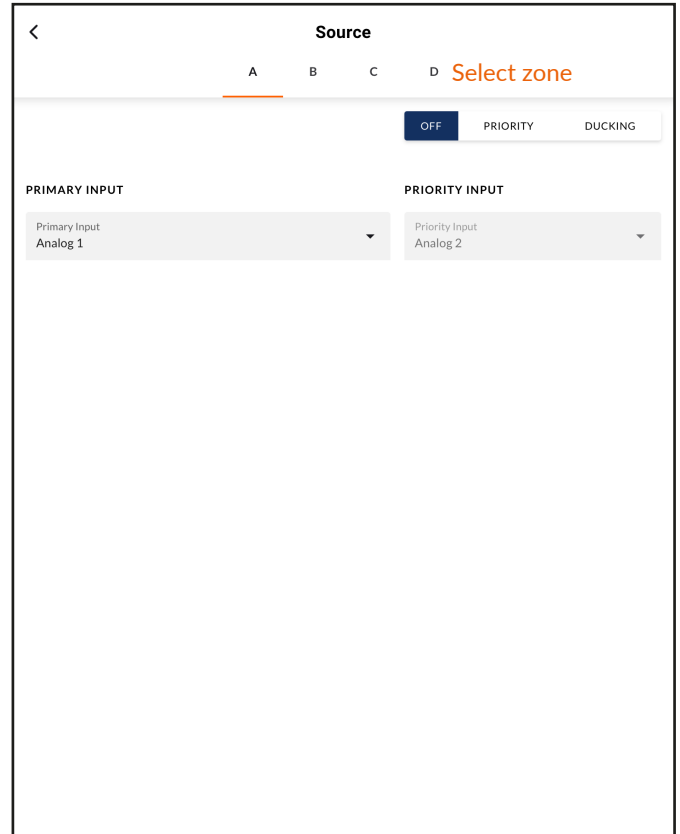 Source
A B C D Select zone
OFF PRIORITY DUCKING
PRIMARY INPUT PRIORITY INPUT
Primary Input Priority Input
Analog 1 Analog 2